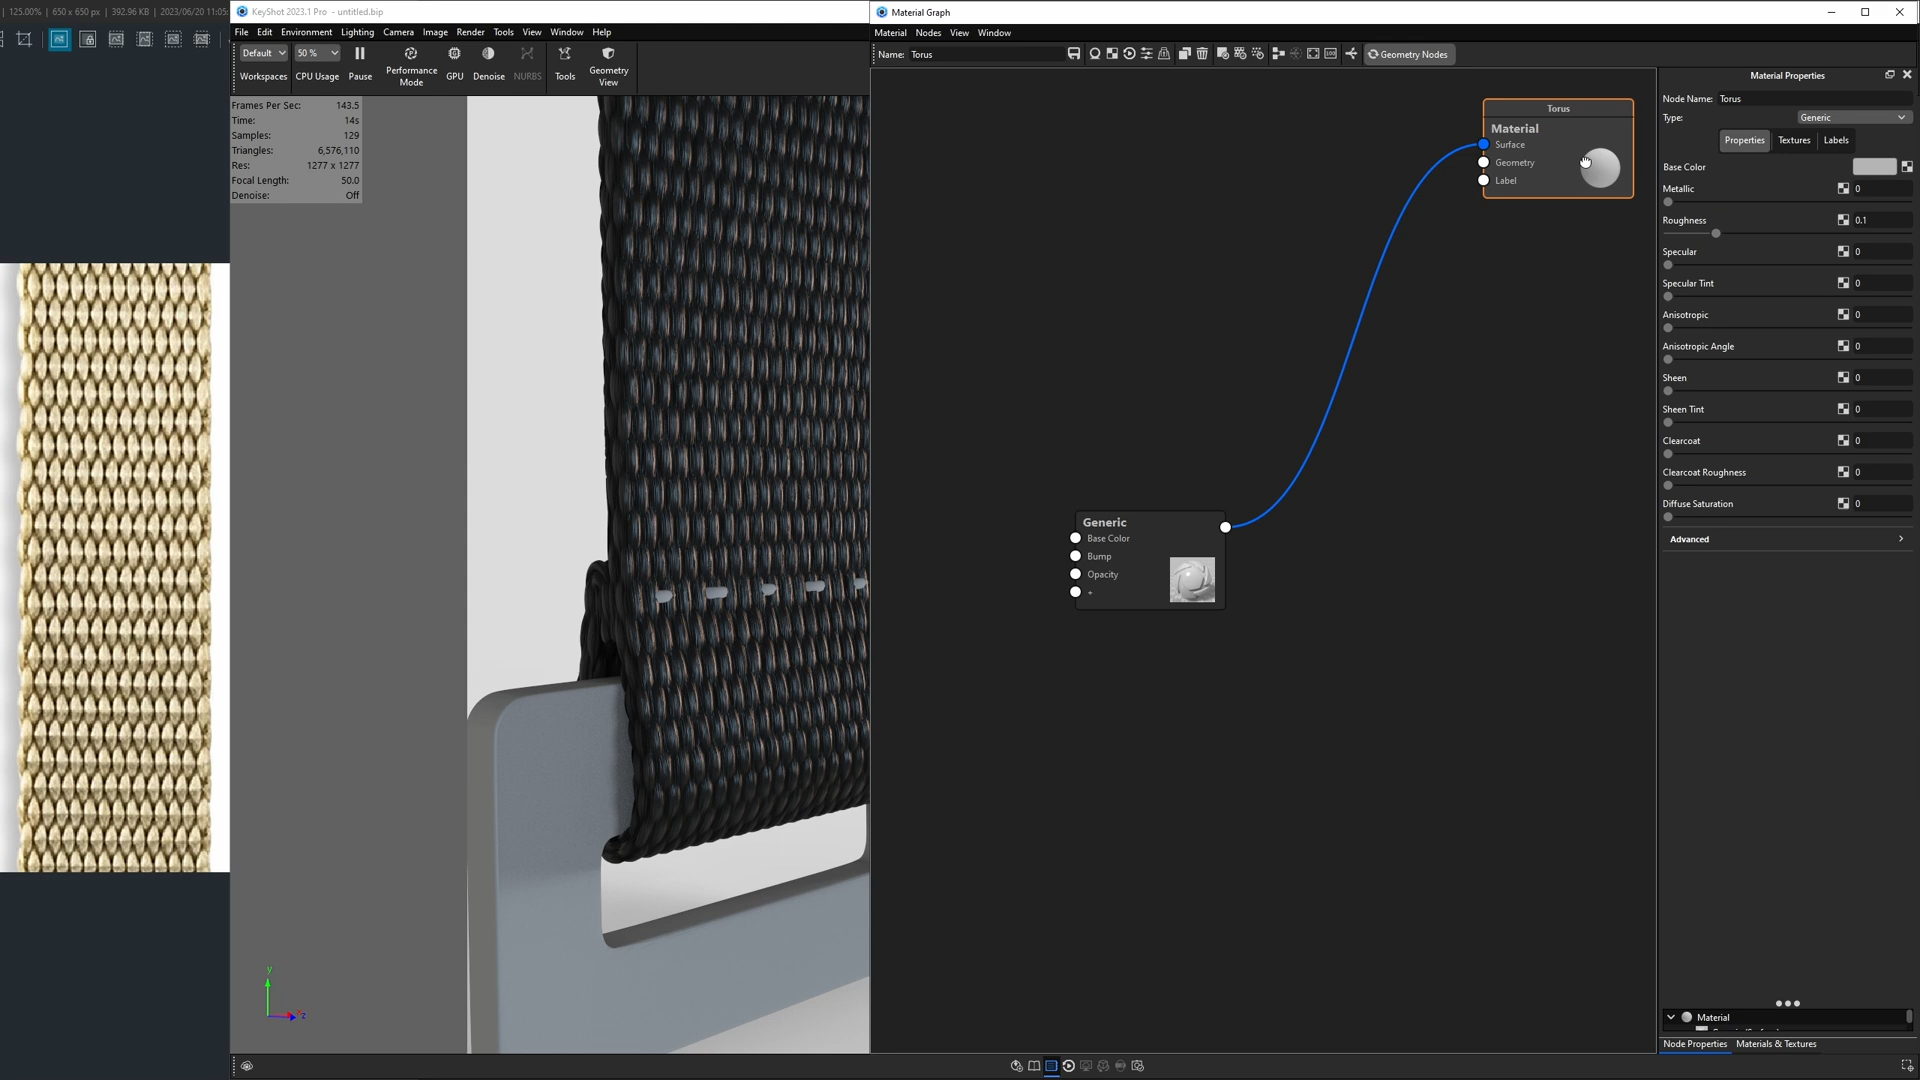 125.00% | 650 x 650 px | 392.96 KB | 2023/06/20 11:05:
KeyShot 2023.1 Pro - untitled.bip
File Edit Environment Lighting Camera Image Render Tools View Window Help
Default 50 %
Workspaces CPU Usage Pause Performance Mode GPU Denoise NURBS Tools Geometry View
Frames Per Sec: 143.5
Time: 14s
Samples: 129
Triangles: 6,576,110
Res: 1277 x 1277
Focal Length: 50.0
Denoise: Off
y
z
Material Graph
Material Nodes View Window
Name: Torus
Geometry Nodes
Torus
Material
Surface
Geometry
Label
Generic
Base Color
Bump
Opacity
+
Material Properties
Node Name: Torus
Type: Generic
Properties Textures Labels
Base Color
Metallic 0
Roughness 0.1
Specular 0
Specular Tint 0
Anisotropic 0
Anisotropic Angle 0
Sheen 0
Sheen Tint 0
Clearcoat 0
Clearcoat Roughness 0
Diffuse Saturation 0
Advanced
Material
Node Properties Materials & Textures